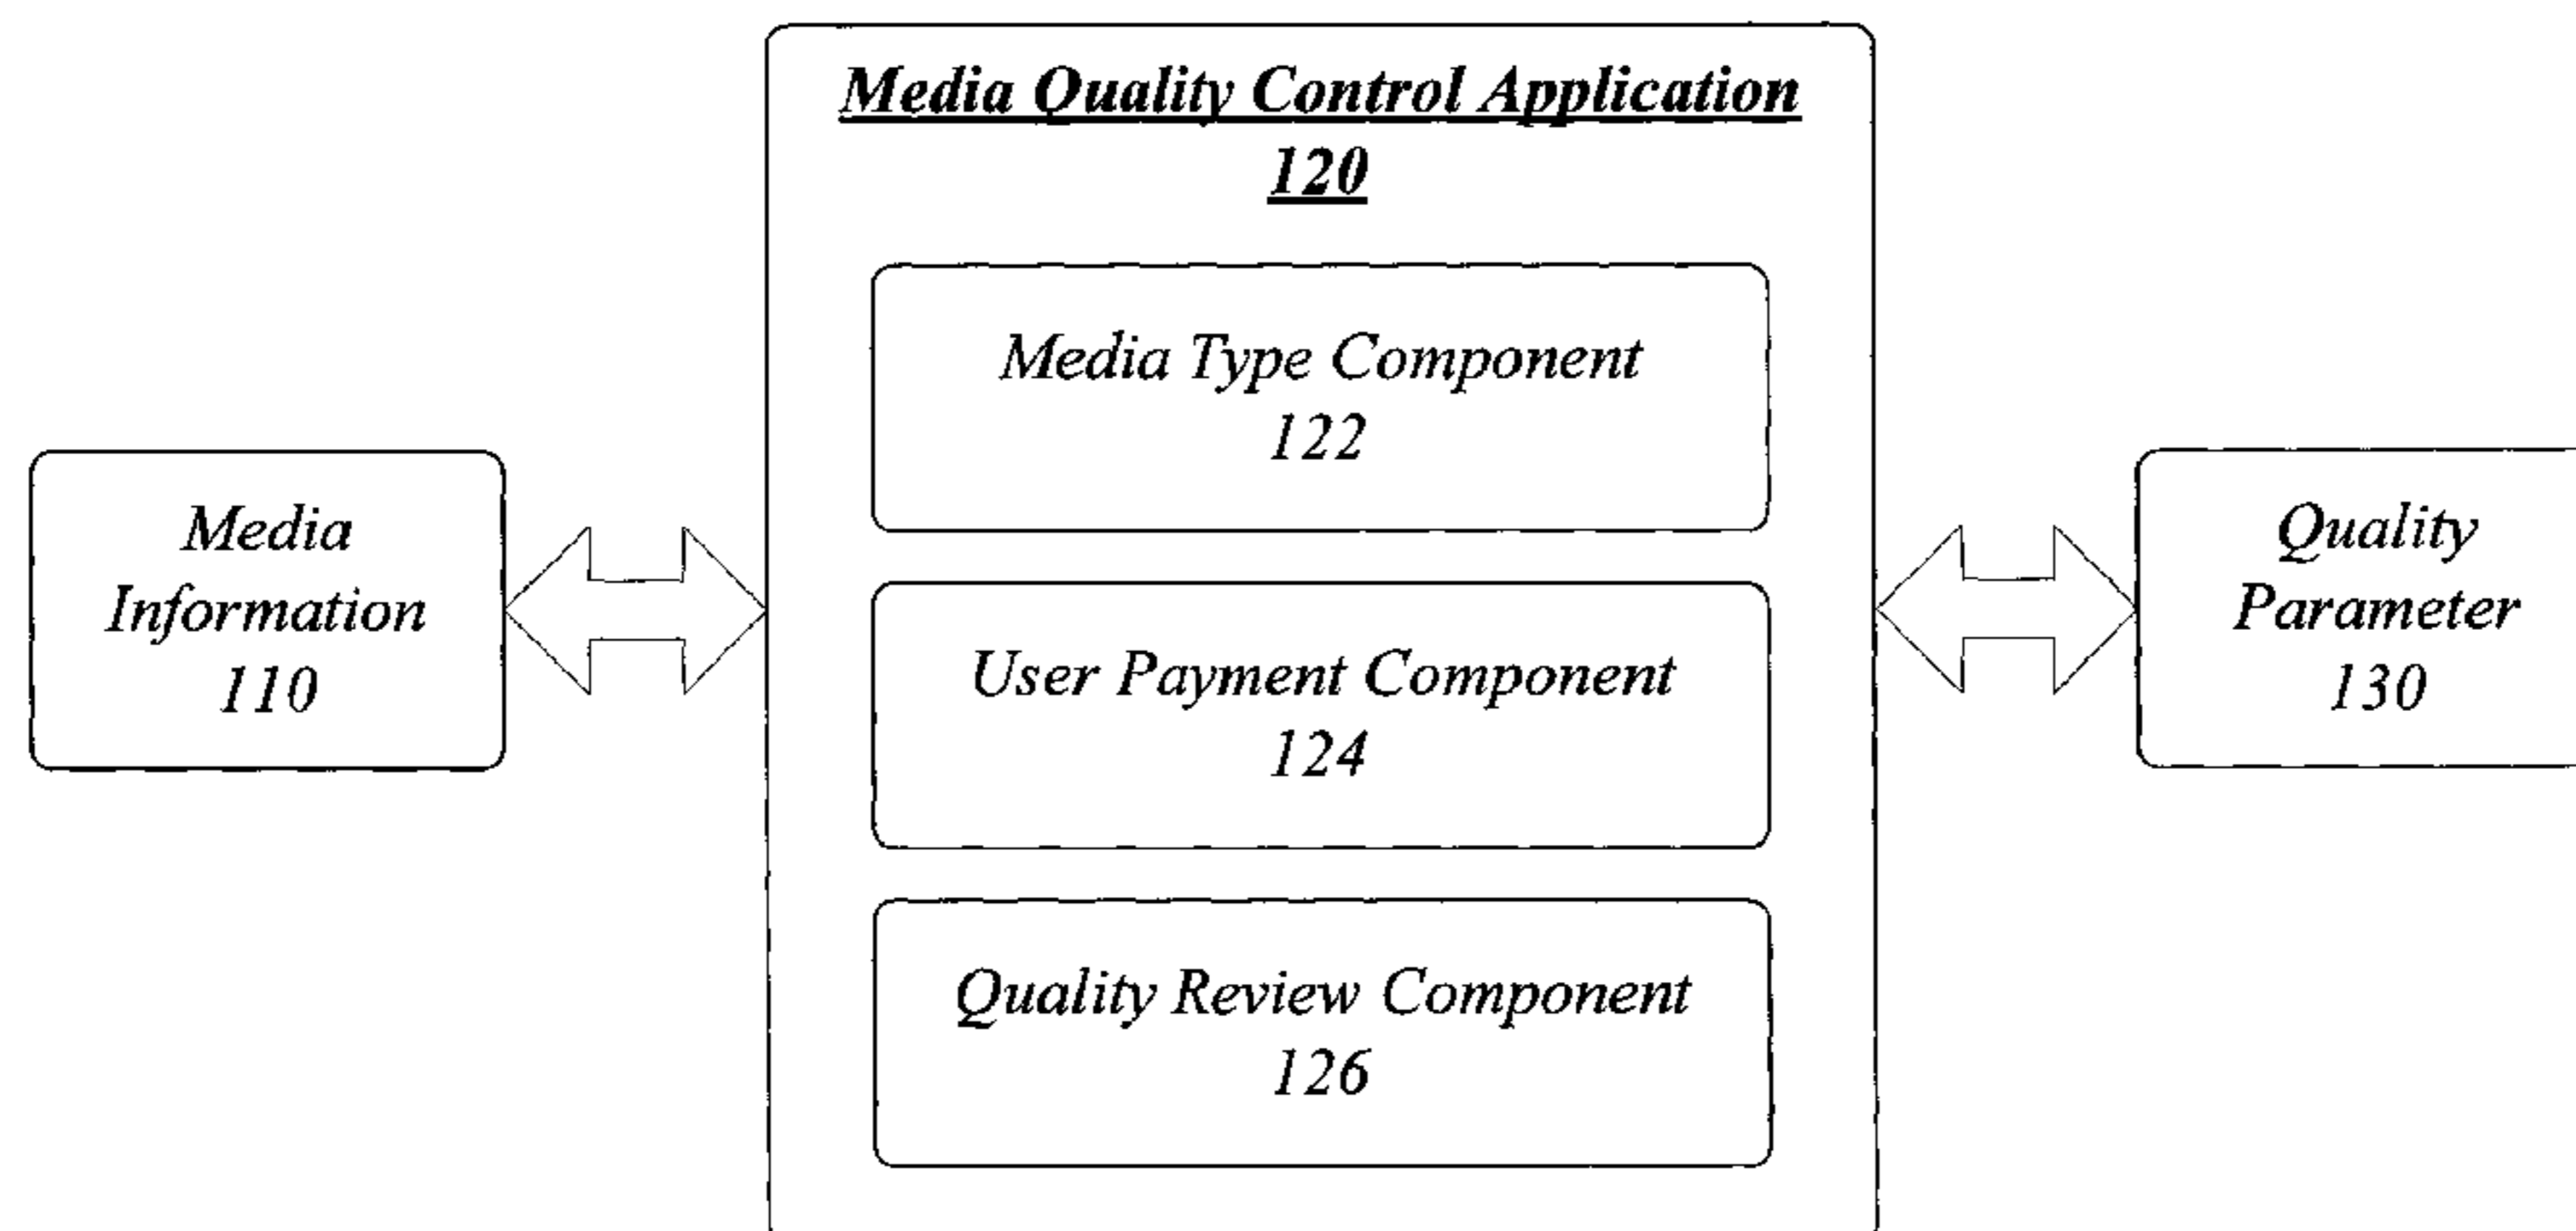 Media Quality Control Application
120
Media Type Component
122
Media
Information
110
User Payment Component
124
Quality
Parameter
130
Quality Review Component
126